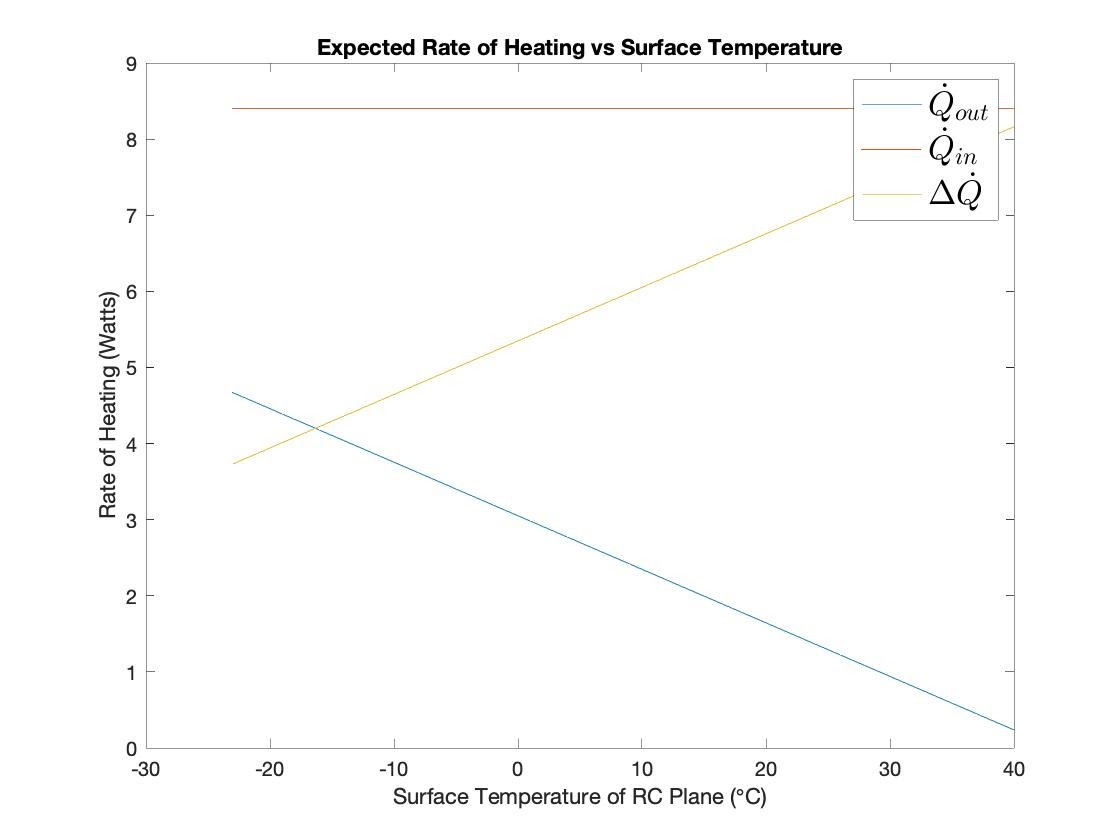 Expected Rate of Heating vs Surface Temperature
9
8
7
6
5
4
3
2
1
0
Rate of Heating (Watts)
-30 -20 -10 0 10 20 30 40
Surface Temperature of RC Plane (°C)
Q̇out
Q̇in
ΔQ̇